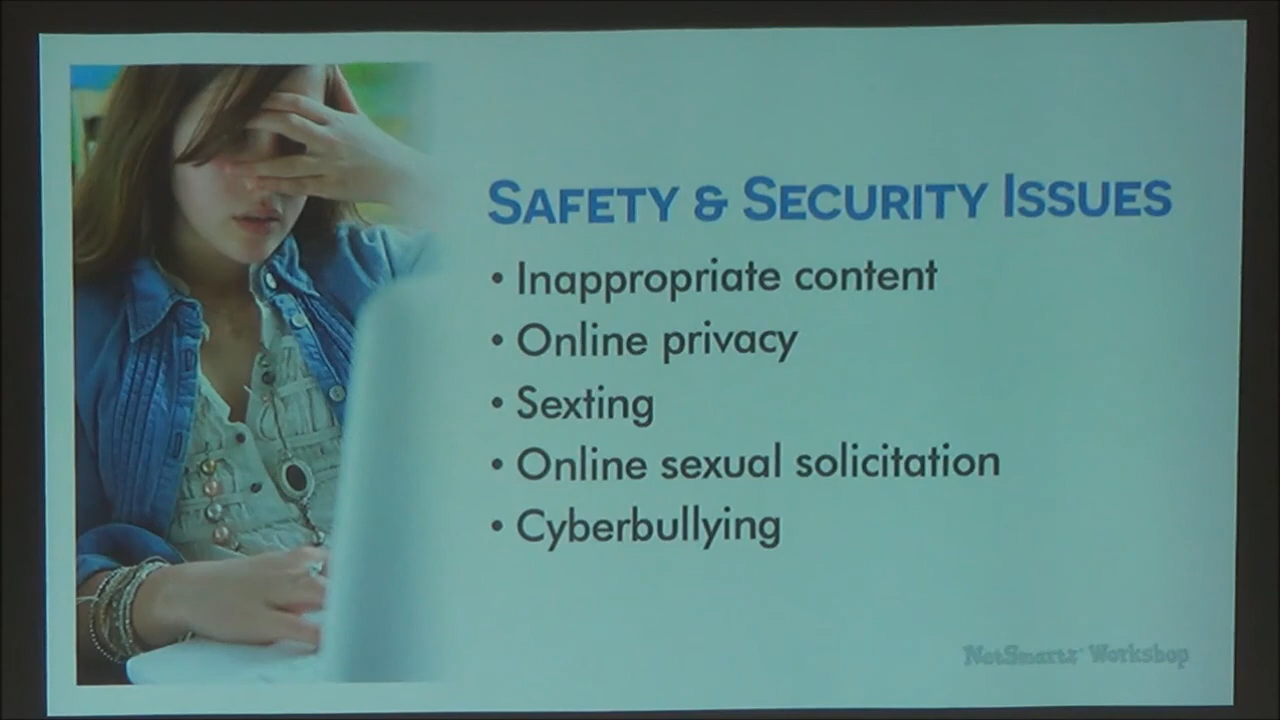 SAFETY & SECURITY ISSUES
• Inappropriate content
• Online privacy
• Sexting
• Online sexual solicitation
• Cyberbullying
NetSmartz Workshop